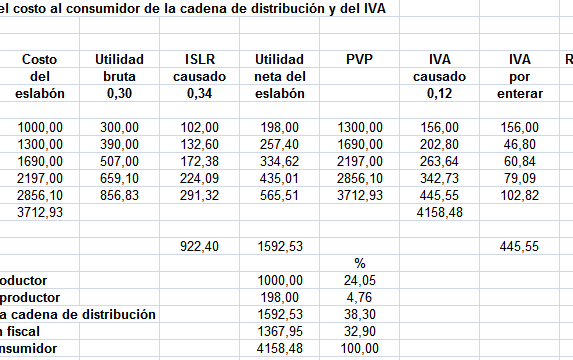 el costo al consumidor de la cadena de distribución y del IVA
Costo Utilidad ISLR Utilidad PVP IVA IVA R
del bruta causado neta del causado por
eslabón 0,30 0,34 eslabón 0,12 enterar
1000,00 300,00 102,00 198,00 1300,00 156,00 156,00
1300,00 390,00 132,60 257,40 1690,00 202,80 46,80
1690,00 507,00 172,38 334,62 2197,00 263,64 60,84
2197,00 659,10 224,09 435,01 2856,10 342,73 79,09
2856,10 856,83 291,32 565,51 3712,93 445,55 102,82
3712,93 4158,48
922,40 1592,53 445,55
%
oductor 1000,00 24,05
productor 198,00 4,76
a cadena de distribución 1592,53 38,30
n fiscal 1367,95 32,90
nsumidor 4158,48 100,00